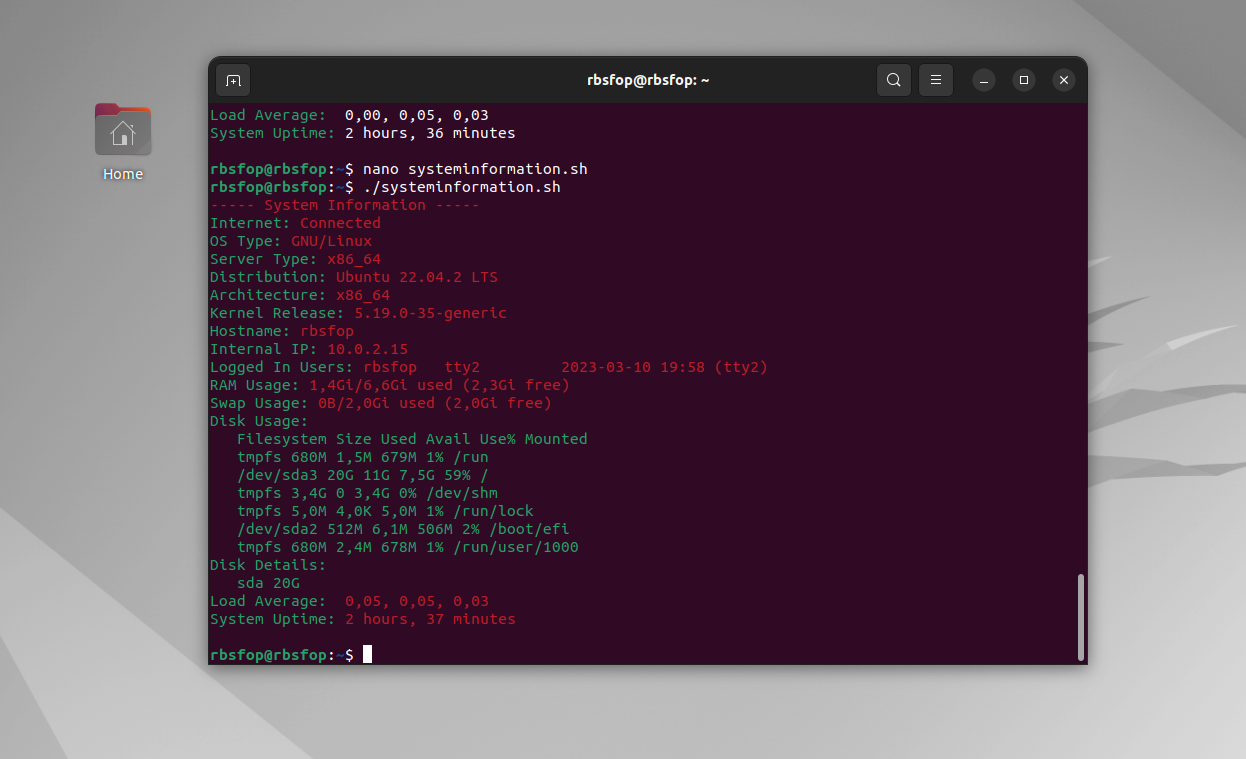 rbsfop@rbsfop: ~
Home
Load Average:  0,00, 0,05, 0,03
System Uptime: 2 hours, 36 minutes
rbsfop@rbsfop:~$ nano systeminformation.sh
rbsfop@rbsfop:~$ ./systeminformation.sh
----- System Information -----
Internet: Connected
OS Type: GNU/Linux
Server Type: x86_64
Distribution: Ubuntu 22.04.2 LTS
Architecture: x86_64
Kernel Release: 5.19.0-35-generic
Hostname: rbsfop
Internal IP: 10.0.2.15
Logged In Users: rbsfop   tty2         2023-03-10 19:58 (tty2)
RAM Usage: 1,4Gi/6,6Gi used (2,3Gi free)
Swap Usage: 0B/2,0Gi used (2,0Gi free)
Disk Usage:
   Filesystem Size Used Avail Use% Mounted
   tmpfs 680M 1,5M 679M 1% /run
   /dev/sda3 20G 11G 7,5G 59% /
   tmpfs 3,4G 0 3,4G 0% /dev/shm
   tmpfs 5,0M 4,0K 5,0M 1% /run/lock
   /dev/sda2 512M 6,1M 506M 2% /boot/efi
   tmpfs 680M 2,4M 678M 1% /run/user/1000
Disk Details:
   sda 20G
Load Average:  0,05, 0,05, 0,03
System Uptime: 2 hours, 37 minutes
rbsfop@rbsfop:~$